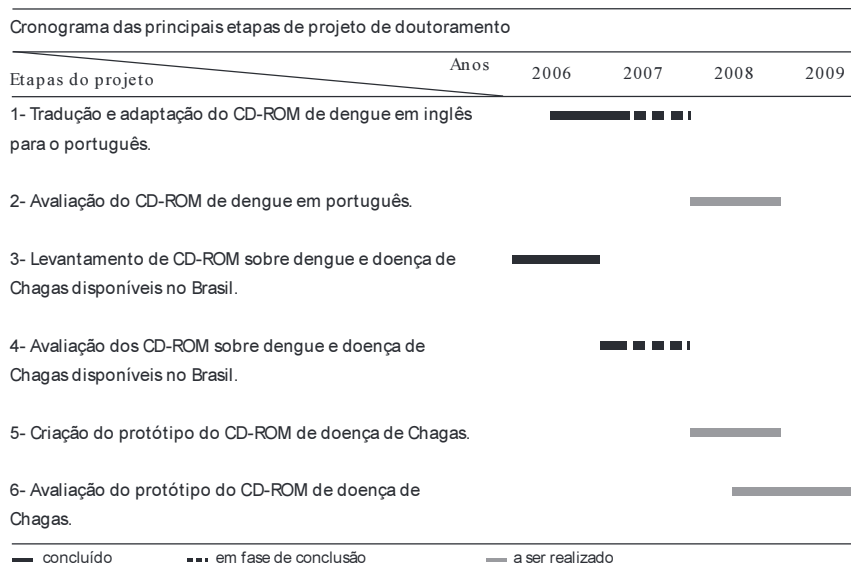 Cronograma das principais etapas de projeto de doutoramento
Anos
Etapas do projeto
2006 2007 2008 2009
1- Tradução e adaptação do CD-ROM de dengue em inglês
para o português.
2- Avaliação do CD-ROM de dengue em português.
3- Levantamento de CD-ROM sobre dengue e doença de
Chagas disponíveis no Brasil.
4- Avaliação dos CD-ROM sobre dengue e doença de
Chagas disponíveis no Brasil.
5- Criação do protótipo do CD-ROM de doença de Chagas.
6- Avaliação do protótipo do CD-ROM de doença de
Chagas.
concluído em fase de conclusão a ser realizado